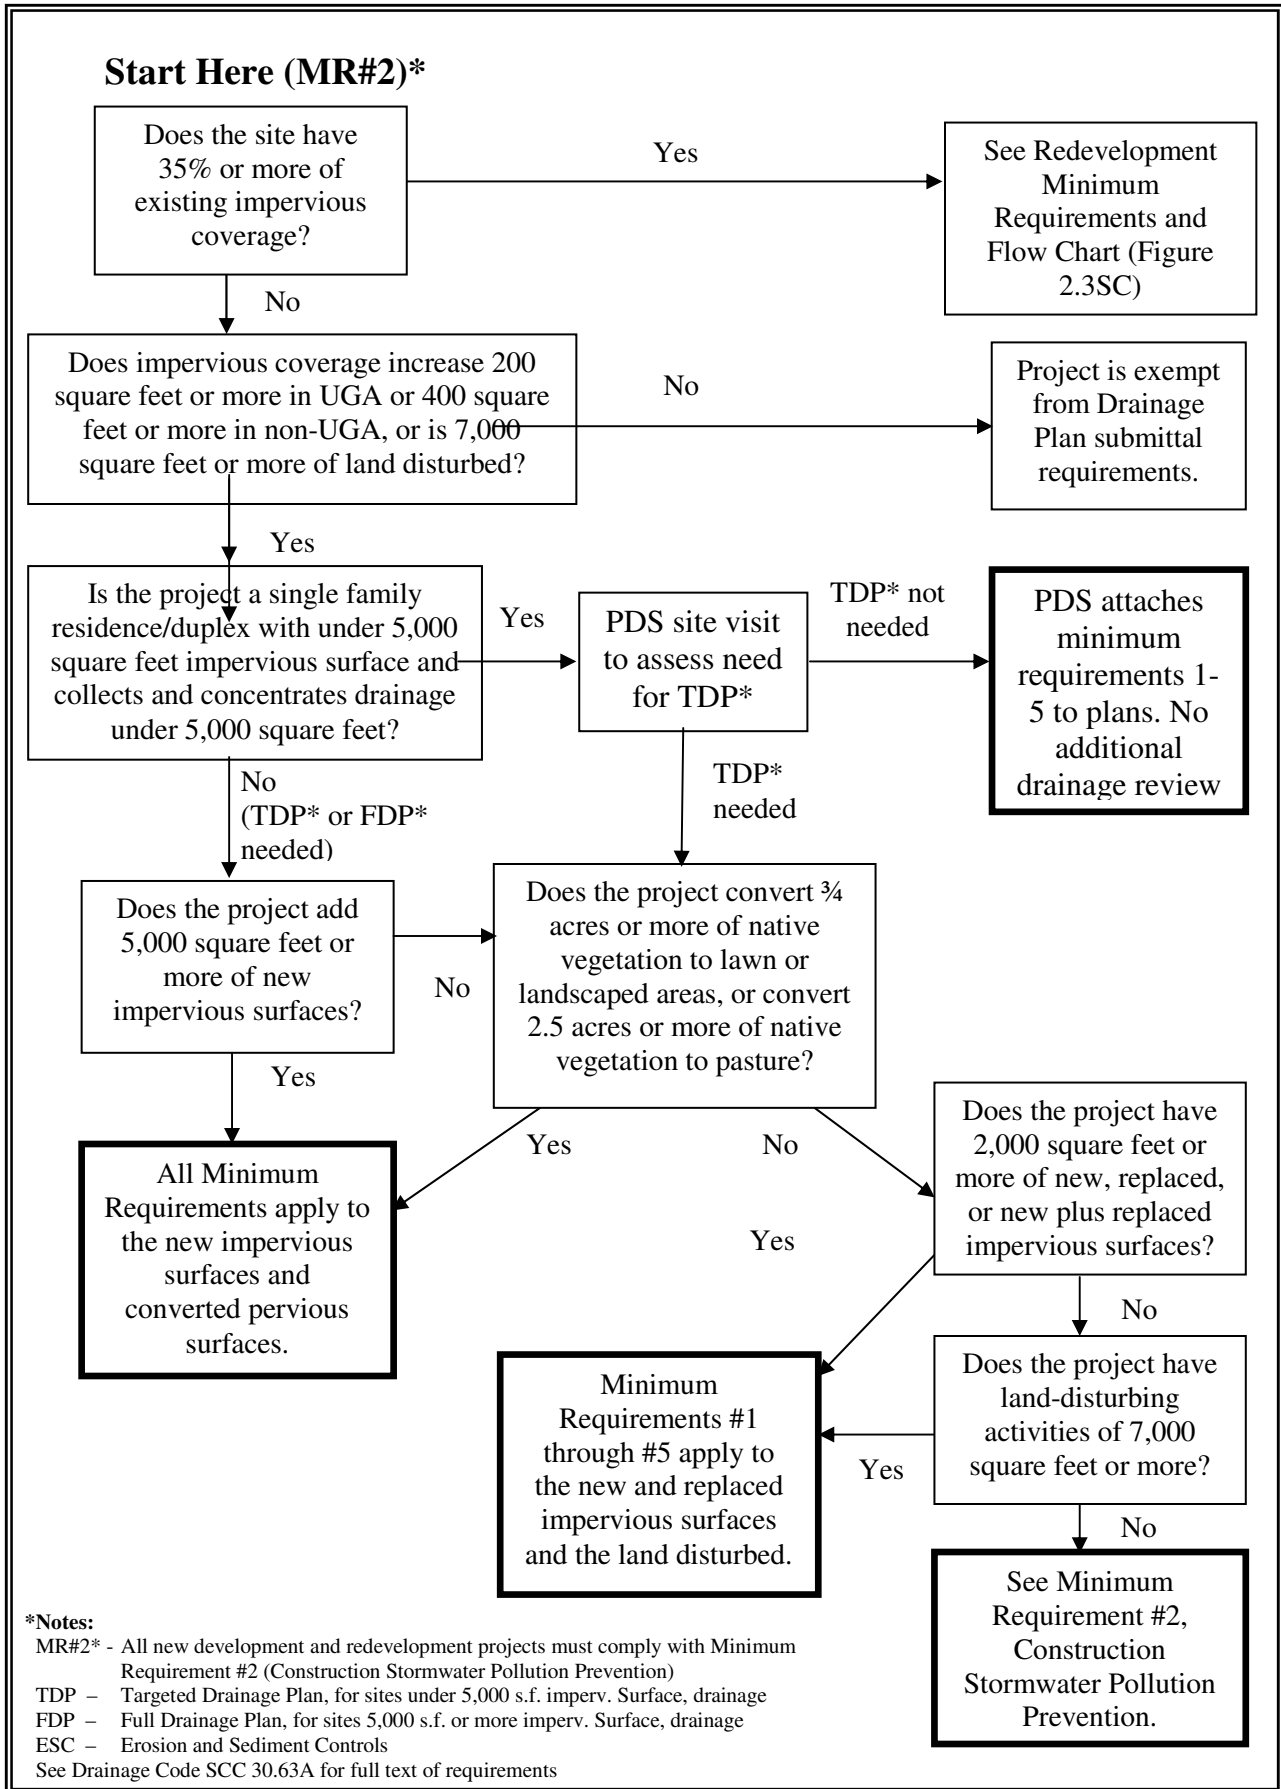 Start Here (MR#2)*
Does the site have
35% or more of
existing impervious
coverage?
Yes
See Redevelopment
Minimum
Requirements and
Flow Chart (Figure
2.3SC)
No
Does impervious coverage increase 200
square feet or more in UGA or 400 square
feet or more in non-UGA, or is 7,000
square feet or more of land disturbed?
No
Project is exempt
from Drainage
Plan submittal
requirements.
Yes
Is the project a single family
residence/duplex with under 5,000
square feet impervious surface and
collects and concentrates drainage
under 5,000 square feet?
Yes
PDS site visit
to assess need
for TDP*
TDP* not
needed
PDS attaches
minimum
requirements 1-
5 to plans. No
additional
drainage review
No
(TDP* or FDP*
needed)
TDP*
needed
Does the project add
5,000 square feet or
more of new
impervious surfaces?
No
Does the project convert ¾
acres or more of native
vegetation to lawn or
landscaped areas, or convert
2.5 acres or more of native
vegetation to pasture?
Yes
Yes
No
All Minimum
Requirements apply to
the new impervious
surfaces and
converted pervious
surfaces.
Does the project have
2,000 square feet or
more of new, replaced,
or new plus replaced
impervious surfaces?
Yes
No
Does the project have
land-disturbing
activities of 7,000
square feet or more?
Yes
Minimum
Requirements #1
through #5 apply to
the new and replaced
impervious surfaces
and the land disturbed.
No
See Minimum
Requirement #2,
Construction
Stormwater Pollution
Prevention.
*Notes:
MR#2* - All new development and redevelopment projects must comply with Minimum
Requirement #2 (Construction Stormwater Pollution Prevention)
TDP – Targeted Drainage Plan, for sites under 5,000 s.f. imperv. Surface, drainage
FDP – Full Drainage Plan, for sites 5,000 s.f. or more imperv. Surface, drainage
ESC – Erosion and Sediment Controls
See Drainage Code SCC 30.63A for full text of requirements